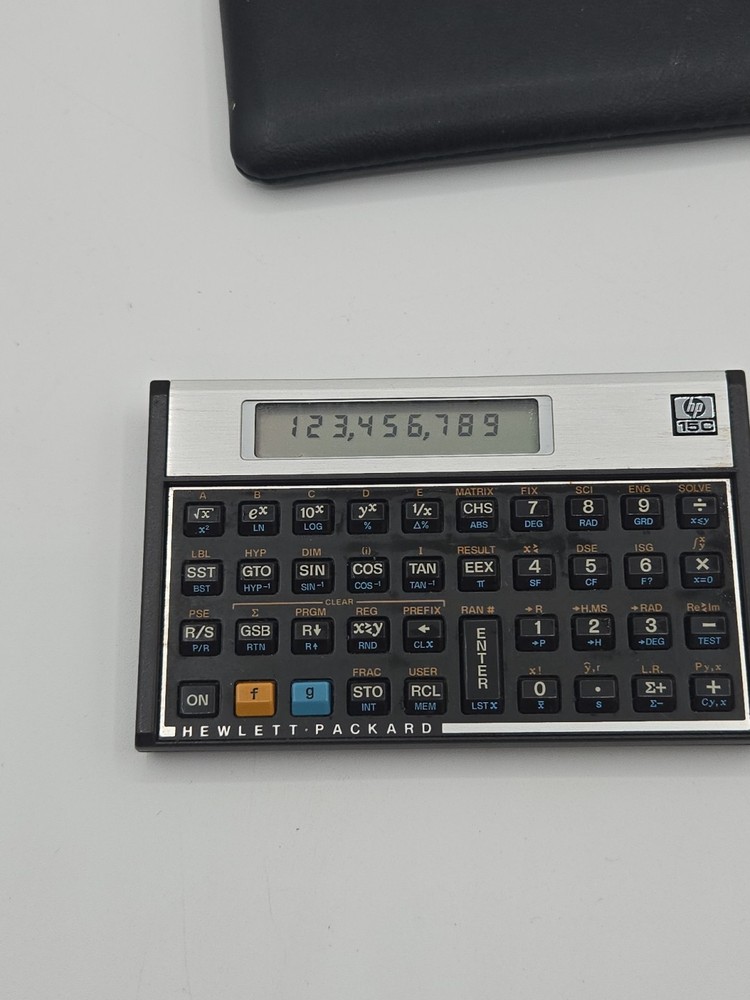 123,456,789
hp
15C
A B C D E MATRIX FIX SCI ENG SOLVE
√x eˣ 10ˣ yˣ 1/x CHS 7 8 9 ÷
x² LN LOG % Δ% ABS DEG RAD GRD x≤y
LBL HYP DIM (i) I RESULT x≷ DSE ISG ∫xy
SST GTO SIN COS TAN EEX 4 5 6 ×
BST HYP⁻¹ SIN⁻¹ COS⁻¹ TAN⁻¹ π SF CF F? x=0
CLEAR
PSE Σ PRGM REG PREFIX RAN # →R →H.MS →RAD Re≷Im
R/S GSB R↓ x≷y ← ENTER 1 2 3 −
P/R RTN R↑ RND CLx →P →H →DEG TEST
FRAC USER x! ŷ,r L.R. Py,x
ON f g STO RCL 0 · Σ+ +
INT MEM LSTx x̄ s Σ− Cy,x
HEWLETT·PACKARD